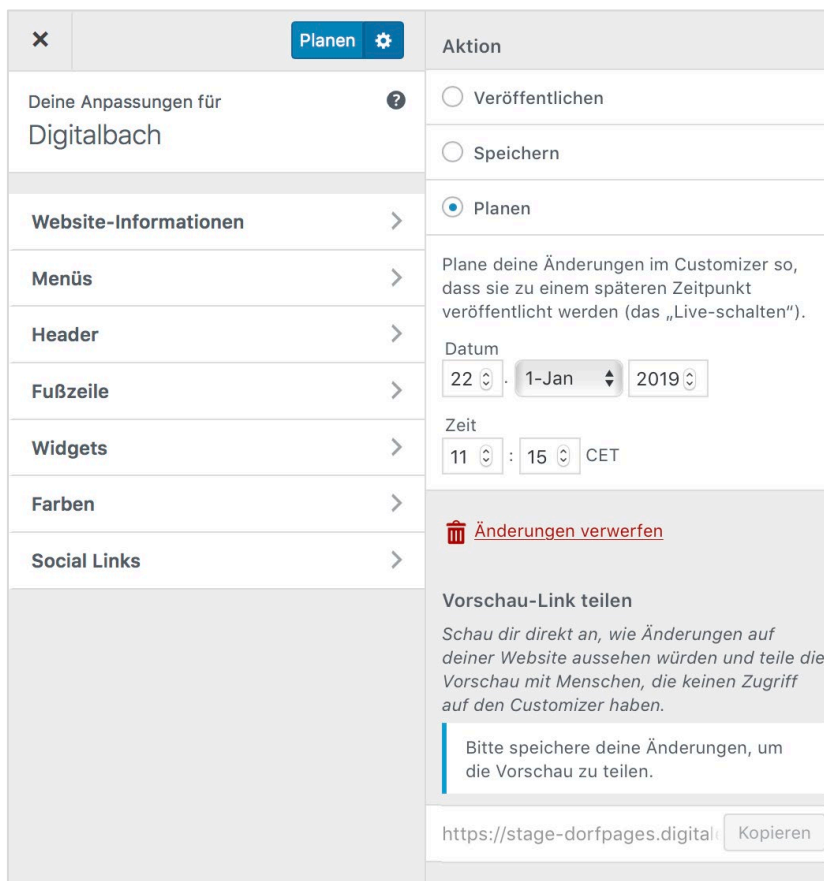 Planen
Deine Anpassungen für
Digitalbach
Website-Informationen
Menüs
Header
Fußzeile
Widgets
Farben
Social Links
Aktion
Veröffentlichen
Speichern
Planen
Plane deine Änderungen im Customizer so,
dass sie zu einem späteren Zeitpunkt
veröffentlicht werden (das „Live-schalten“).
Datum
22 . 1-Jan 2019
Zeit
11 : 15 CET
Änderungen verwerfen
Vorschau-Link teilen
Schau dir direkt an, wie Änderungen auf
deiner Website aussehen würden und teile die
Vorschau mit Menschen, die keinen Zugriff
auf den Customizer haben.
Bitte speichere deine Änderungen, um
die Vorschau zu teilen.
https://stage-dorfpages.digital Kopieren